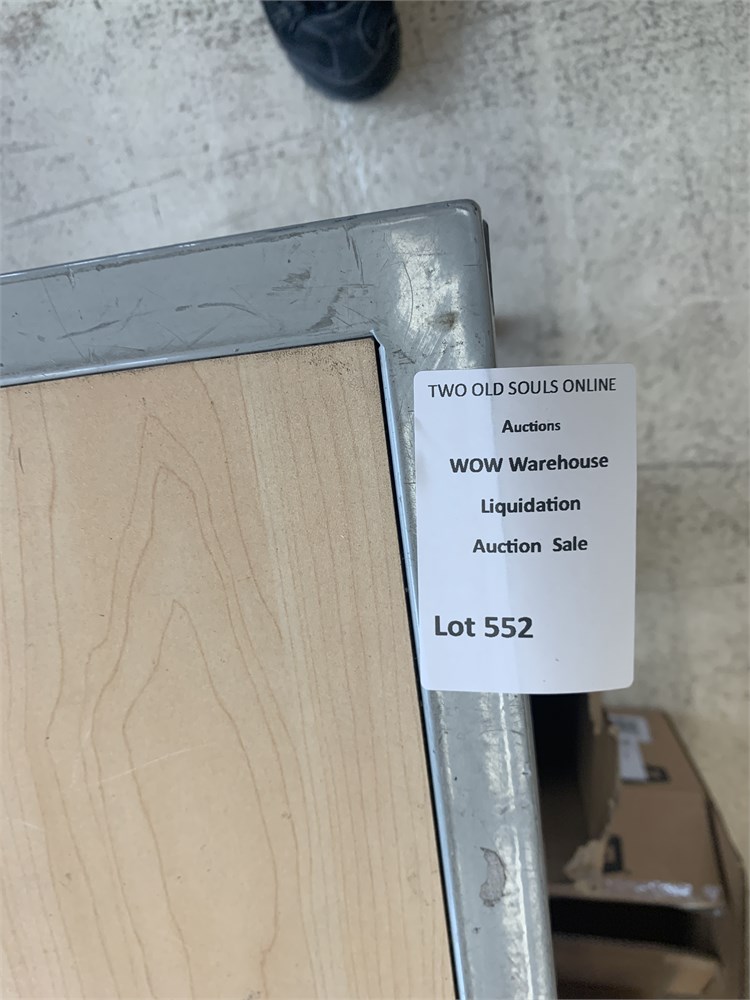 TWO OLD SOULS ONLINE
Auctions
WOW Warehouse
Liquidation
Auction Sale
Lot 552